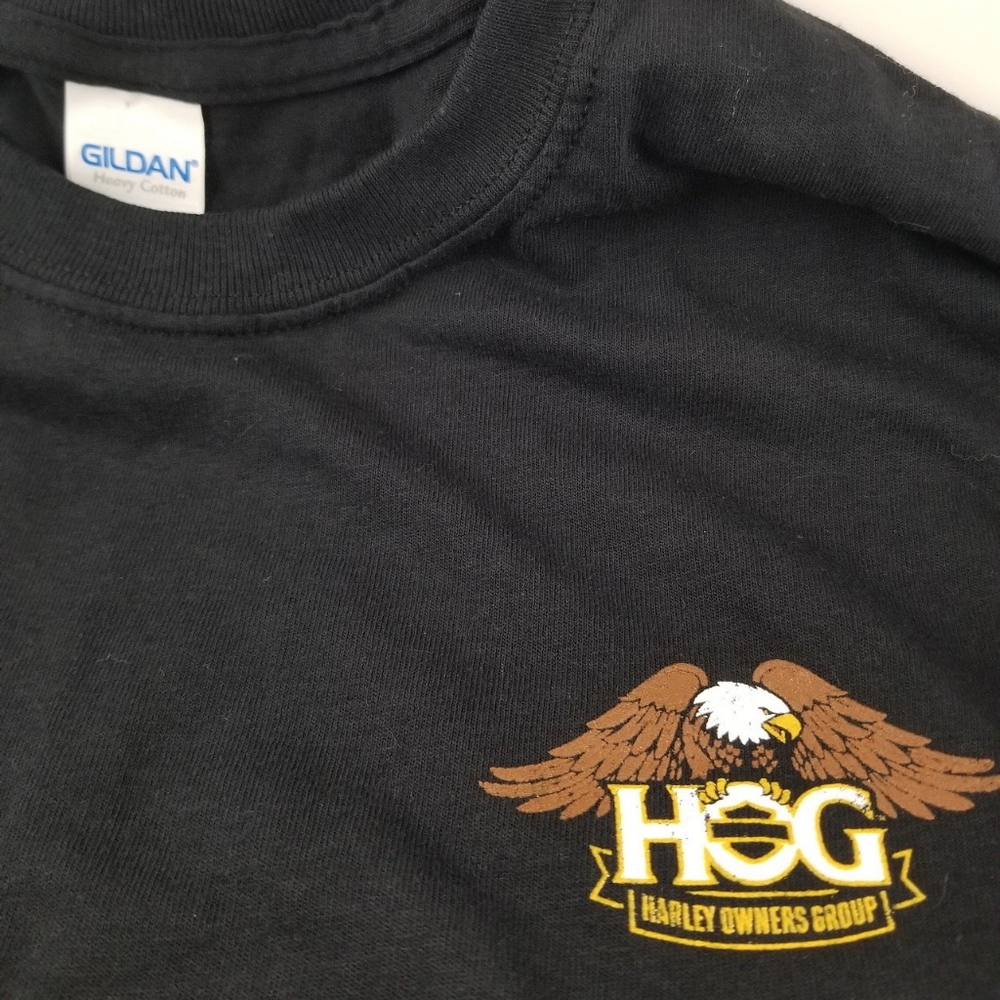 GILDAN®
Heavy Cotton
HOG
HARLEY OWNERS GROUP